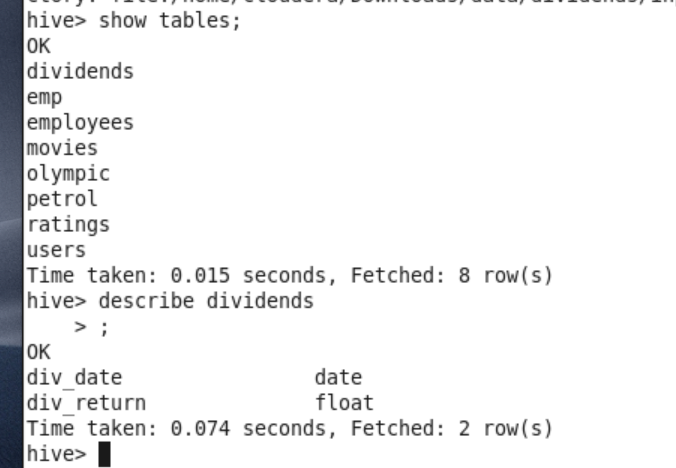 hive> show tables;
OK
dividends
emp
employees
movies
olympic
petrol
ratings
users
Time taken: 0.015 seconds, Fetched: 8 row(s)
hive> describe dividends
    > ;
OK
div_date                date
div_return              float
Time taken: 0.074 seconds, Fetched: 2 row(s)
hive>